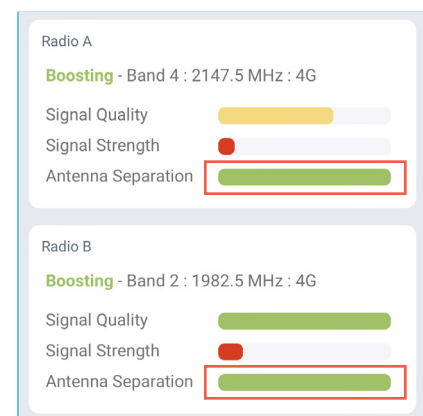 Radio A
Boosting - Band 4 : 2147.5 MHz : 4G
Signal Quality
Signal Strength
Antenna Separation
Radio B
Boosting - Band 2 : 1982.5 MHz : 4G
Signal Quality
Signal Strength
Antenna Separation